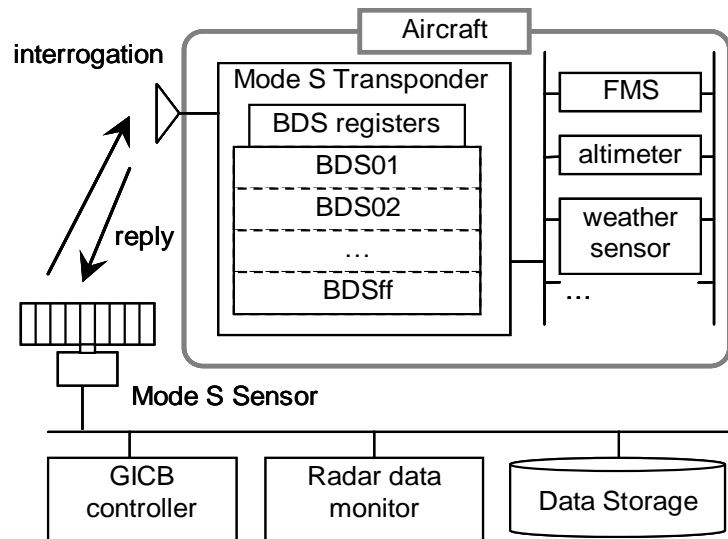 Aircraft
interrogation
Mode S Transponder
BDS registers
BDS01
BDS02
...
BDSff
FMS
altimeter
weather
sensor
...
reply
Mode S Sensor
GICB
controller
Radar data
monitor
Data Storage